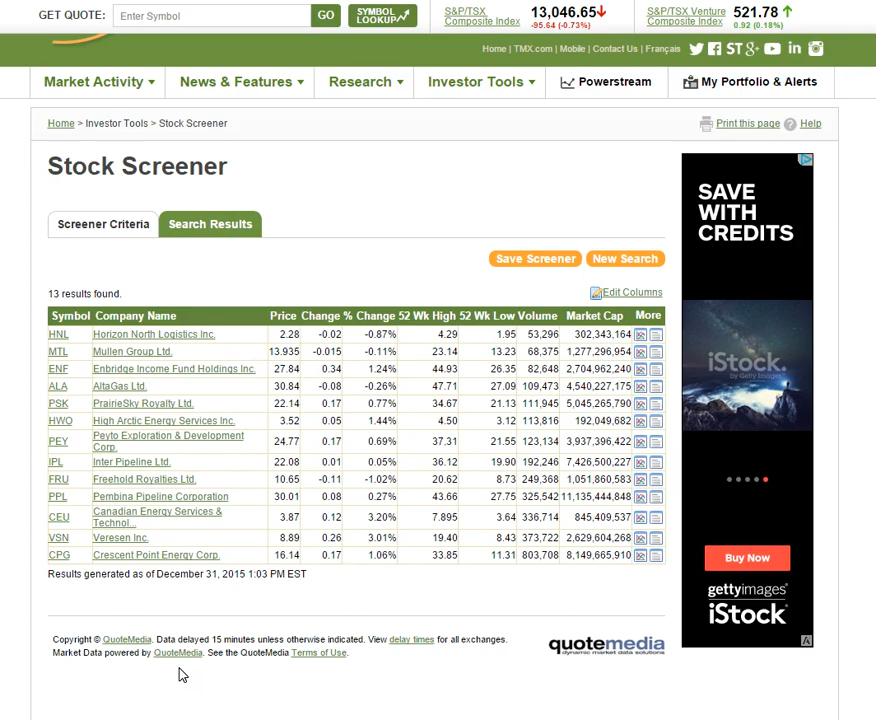 GET QUOTE: Enter Symbol GO SYMBOL LOOKUP
S&P/TSX Composite Index 13,046.65 -95.64 (-0.73%)
S&P/TSX Venture Composite Index 521.78 0.92 (0.18%)
Home | TMX.com | Mobile | Contact Us | Français
Market Activity News & Features Research Investor Tools Powerstream My Portfolio & Alerts
Home > Investor Tools > Stock Screener Print this page Help
Stock Screener
Screener Criteria Search Results
Save Screener New Search
13 results found. Edit Columns
Symbol Company Name Price Change % Change 52 Wk High 52 Wk Low Volume Market Cap More
HNL Horizon North Logistics Inc. 2.28 -0.02 -0.87% 4.29 1.95 53,296 302,343,164
MTL Mullen Group Ltd. 13.935 -0.015 -0.11% 23.14 13.23 68,375 1,277,296,954
ENF Enbridge Income Fund Holdings Inc. 27.84 0.34 1.24% 44.93 26.35 82,648 2,704,962,240
ALA AltaGas Ltd. 30.84 -0.08 -0.26% 47.71 27.09 109,473 4,540,227,175
PSK PrairieSky Royalty Ltd. 22.14 0.17 0.77% 34.67 21.13 111,945 5,045,265,790
HWO High Arctic Energy Services Inc. 3.52 0.05 1.44% 4.50 3.12 113,816 192,049,682
PEY Peyto Exploration & Development Corp. 24.77 0.17 0.69% 37.31 21.55 123,134 3,937,396,422
IPL Inter Pipeline Ltd. 22.08 0.01 0.05% 36.12 19.90 192,246 7,426,500,227
FRU Freehold Royalties Ltd. 10.65 -0.11 -1.02% 20.62 8.73 249,368 1,051,860,583
PPL Pembina Pipeline Corporation 30.01 0.08 0.27% 43.66 27.75 325,542 11,135,444,848
CEU Canadian Energy Services & Technol... 3.87 0.12 3.20% 7.895 3.64 336,714 845,409,537
VSN Veresen Inc. 8.89 0.26 3.01% 19.40 8.43 373,722 2,629,604,268
CPG Crescent Point Energy Corp. 16.14 0.17 1.06% 33.85 11.31 803,708 8,149,665,910
Results generated as of December 31, 2015 1:03 PM EST
Copyright © QuoteMedia. Data delayed 15 minutes unless otherwise indicated. View delay times for all exchanges.
Market Data powered by QuoteMedia. See the QuoteMedia Terms of Use.
quotemedia
dynamic market data solutions
SAVE
WITH
CREDITS
iStock.
by Getty Images
Buy Now
gettyimages
iStock